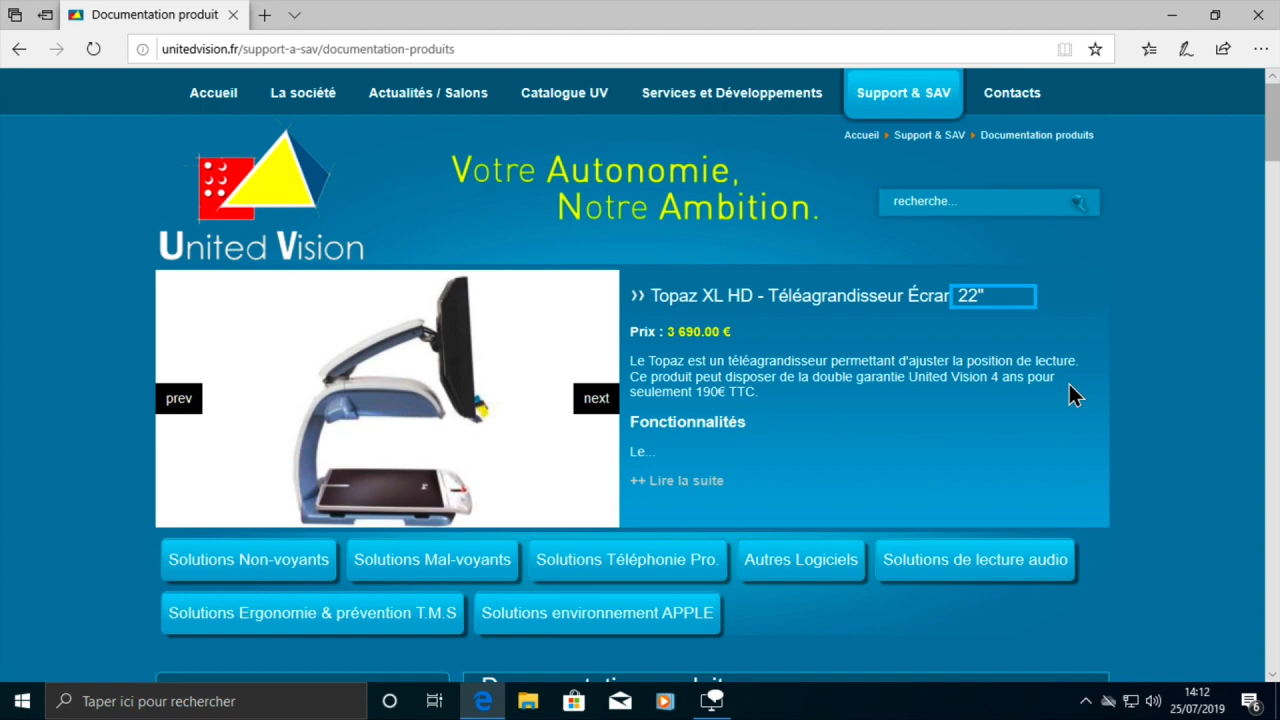 Documentation produit
unitedvision.fr/support-a-sav/documentation-produits
Accueil La société Actualités / Salons Catalogue UV Services et Développements Support & SAV Contacts
Accueil Support & SAV Documentation produits
Votre Autonomie,
Notre Ambition.
recherche...
United Vision
Topaz XL HD - Téléagrandisseur Écran 22"
Prix : 3 690.00 €
Le Topaz est un téléagrandisseur permettant d'ajuster la position de lecture.
Ce produit peut disposer de la double garantie United Vision 4 ans pour
seulement 190€ TTC.
prev
next
Fonctionnalités
Le...
++ Lire la suite
Solutions Non-voyants Solutions Mal-voyants Solutions Téléphonie Pro. Autres Logiciels Solutions de lecture audio
Solutions Ergonomie & prévention T.M.S Solutions environnement APPLE
Taper ici pour rechercher
14:12
25/07/2019
6